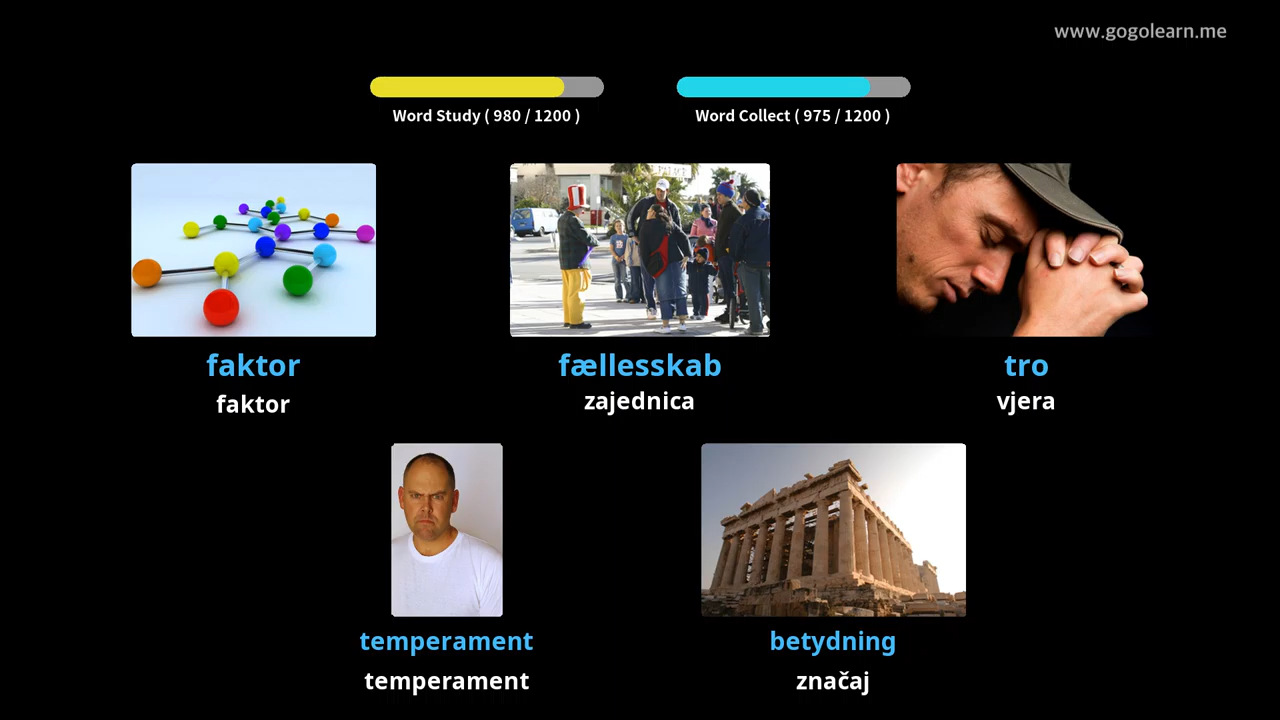 www.gogolearn.me
Word Study ( 980 / 1200 )
Word Collect ( 975 / 1200 )
faktor
faktor
fællesskab
zajednica
tro
vjera
temperament
temperament
betydning
značaj